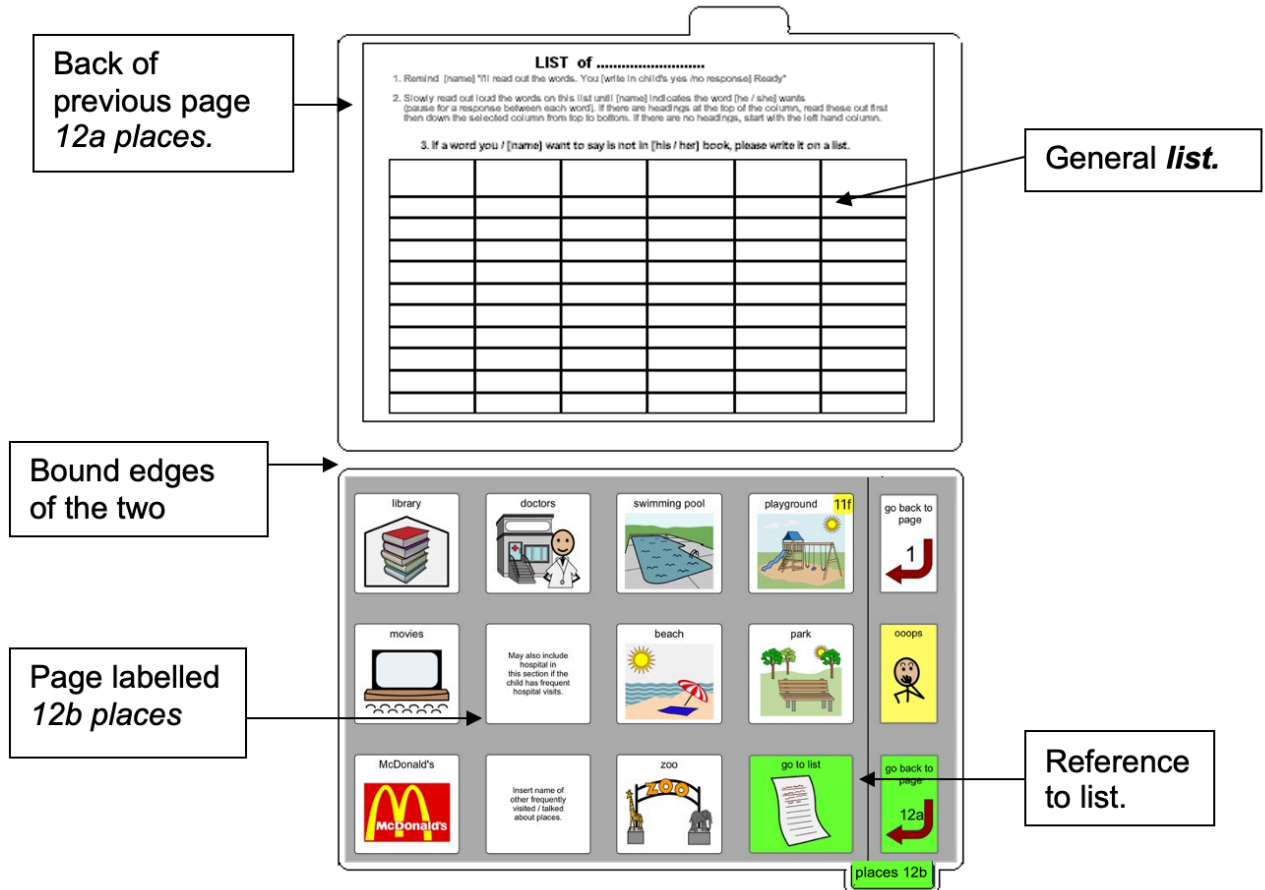 Back of
previous page
12a places.
LIST of ............................
1. Remind [name] "I'll read out the words. You [write in child's yes /no response] Ready"
2. Slowly read out loud the words on this list until [name] indicates the word [he / she] wants
(pause for a response between each word). If there are headings at the top of the column, read these out first
then down the selected column from top to bottom. If there are no headings, start with the left hand column.
3. If a word you / [name] want to say is not in [his / her] book, please write it on a list.
General list.
Bound edges
of the two
library
doctors
swimming pool
playground
11f
go back to
page
1
Page labelled
12b places
movies
May also include
hospital in
this section if the
child has frequent
hospital visits.
beach
park
ooops
McDonald's
McDonald's
Insert name of
other frequently
visited / talked
about places.
zoo
ZOO
go to list
go back to
page
12a
Reference
to list.
places 12b